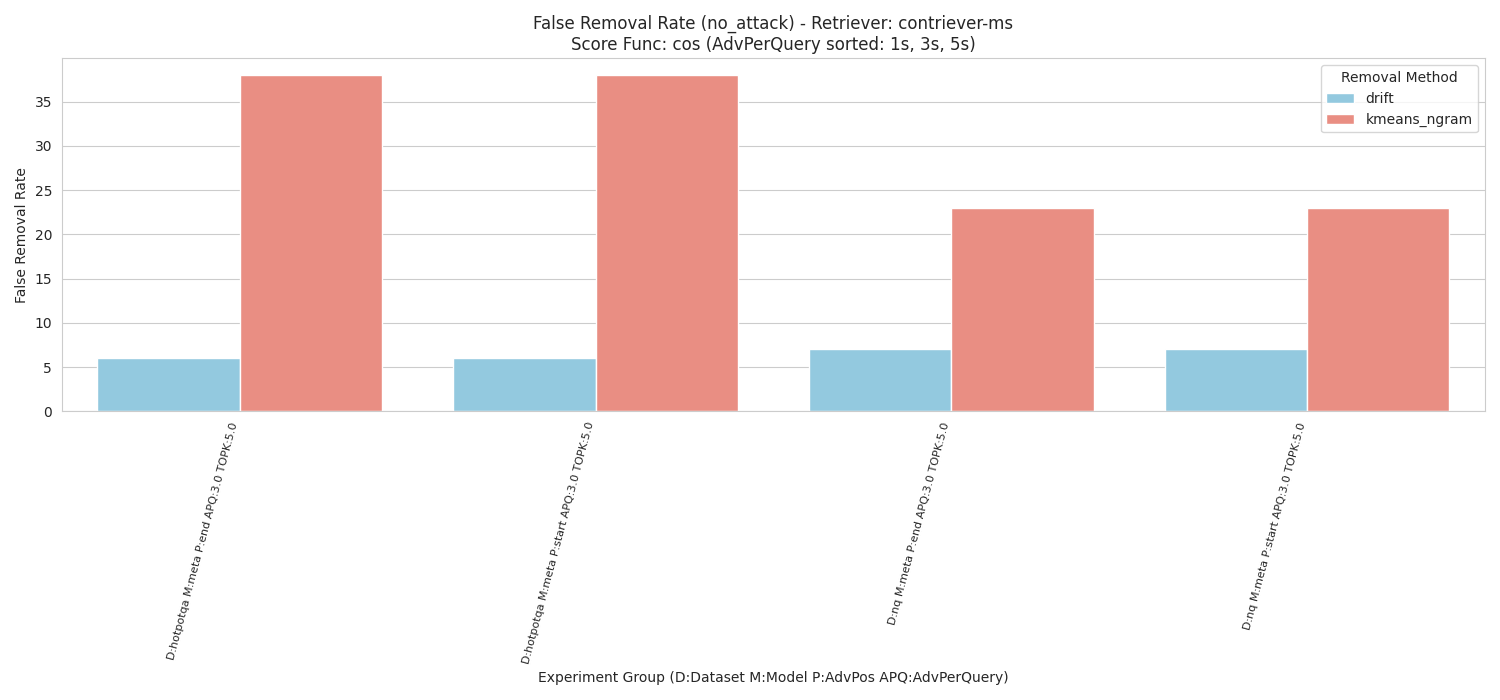 False Removal Rate (no_attack) - Retriever: contriever-ms
Score Func: cos (AdvPerQuery sorted: 1s, 3s, 5s)
Removal Method
drift
kmeans_ngram
False Removal Rate
35
30
25
20
15
10
5
0
D:hotpotqa M:meta P:end APQ:3.0 TOPK:5.0
D:hotpotqa M:meta P:start APQ:3.0 TOPK:5.0
D:nq M:meta P:end APQ:3.0 TOPK:5.0
D:nq M:meta P:start APQ:3.0 TOPK:5.0
Experiment Group (D:Dataset M:Model P:AdvPos APQ:AdvPerQuery)